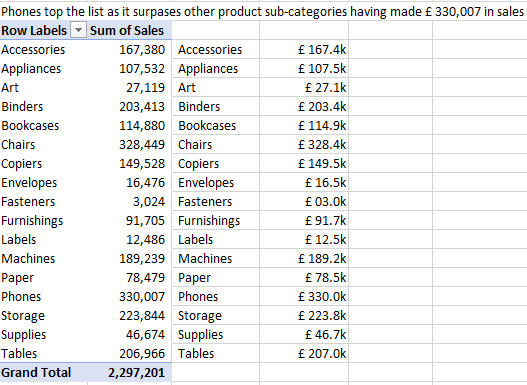 Phones top the list as it surpases other product sub-categories having made £ 330,007 in sales
Row Labels Sum of Sales
Accessories 167,380 Accessories £ 167.4k
Appliances 107,532 Appliances £ 107.5k
Art 27,119 Art £ 27.1k
Binders 203,413 Binders £ 203.4k
Bookcases 114,880 Bookcases £ 114.9k
Chairs 328,449 Chairs £ 328.4k
Copiers 149,528 Copiers £ 149.5k
Envelopes 16,476 Envelopes £ 16.5k
Fasteners 3,024 Fasteners £ 03.0k
Furnishings 91,705 Furnishings £ 91.7k
Labels 12,486 Labels £ 12.5k
Machines 189,239 Machines £ 189.2k
Paper 78,479 Paper £ 78.5k
Phones 330,007 Phones £ 330.0k
Storage 223,844 Storage £ 223.8k
Supplies 46,674 Supplies £ 46.7k
Tables 206,966 Tables £ 207.0k
Grand Total 2,297,201